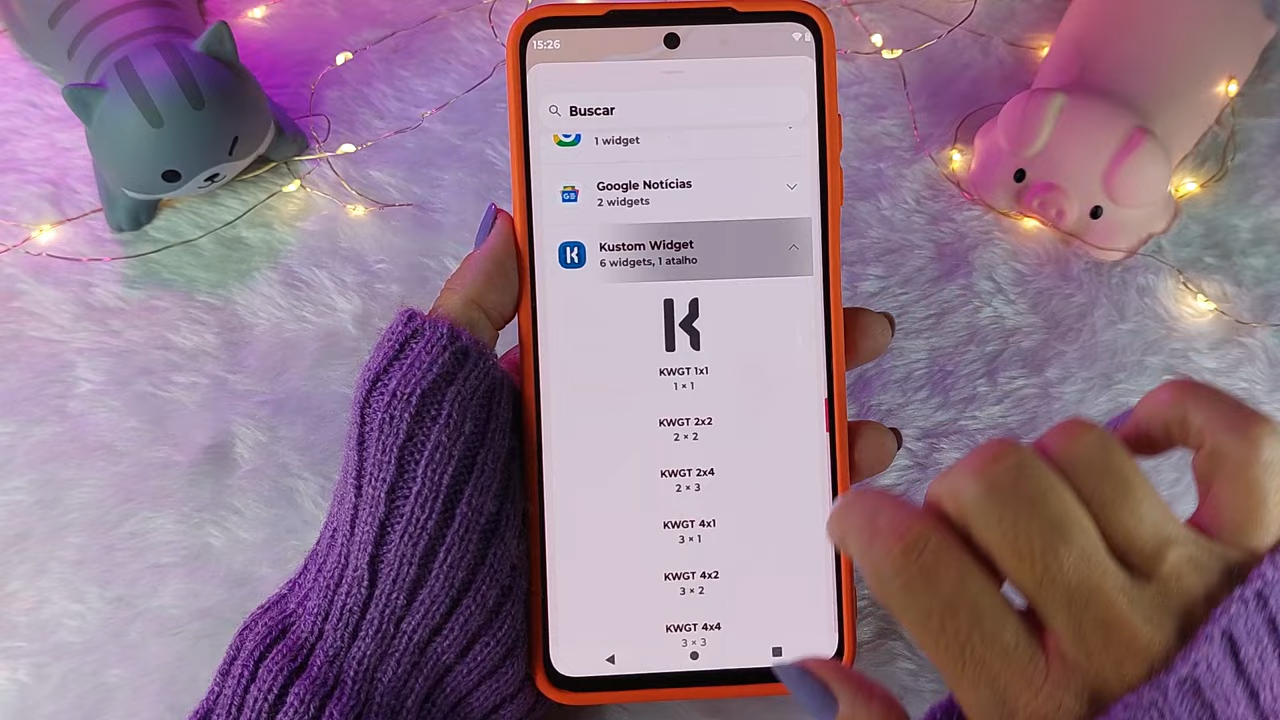 15:26
Buscar
1 widget
Google Notícias
2 widgets
Kustom Widget
6 widgets, 1 atalho
KWGT 1x1
1 × 1
KWGT 2x2
2 × 2
KWGT 2x4
2 × 3
KWGT 4x1
3 × 1
KWGT 4x2
3 × 2
KWGT 4x4
3 × 3